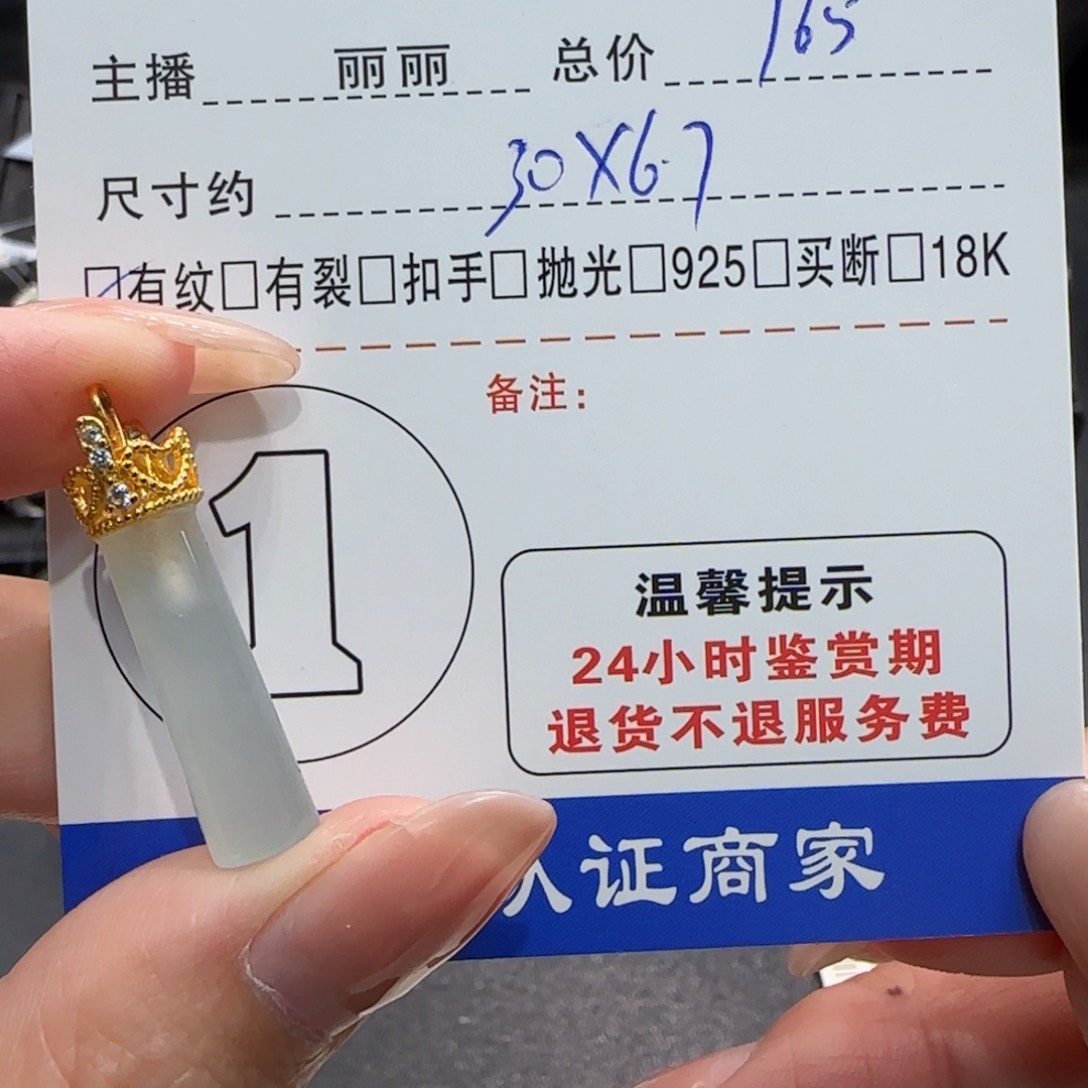 主播 丽丽 总价 165
尺寸约 30X6.7
☑有纹□有裂□扣手□抛光□925□买断□18K
备注：
1
温馨提示
24小时鉴赏期
退货不退服务费
认证商家